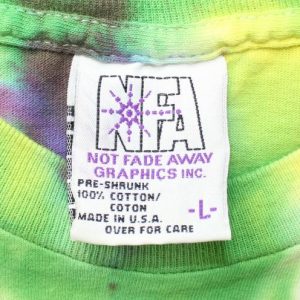 NFA
NOT FADE AWAY
GRAPHICS INC.
PRE-SHRUNK
100% COTTON/
COTON
MADE IN U.S.A.
OVER FOR CARE
-L-